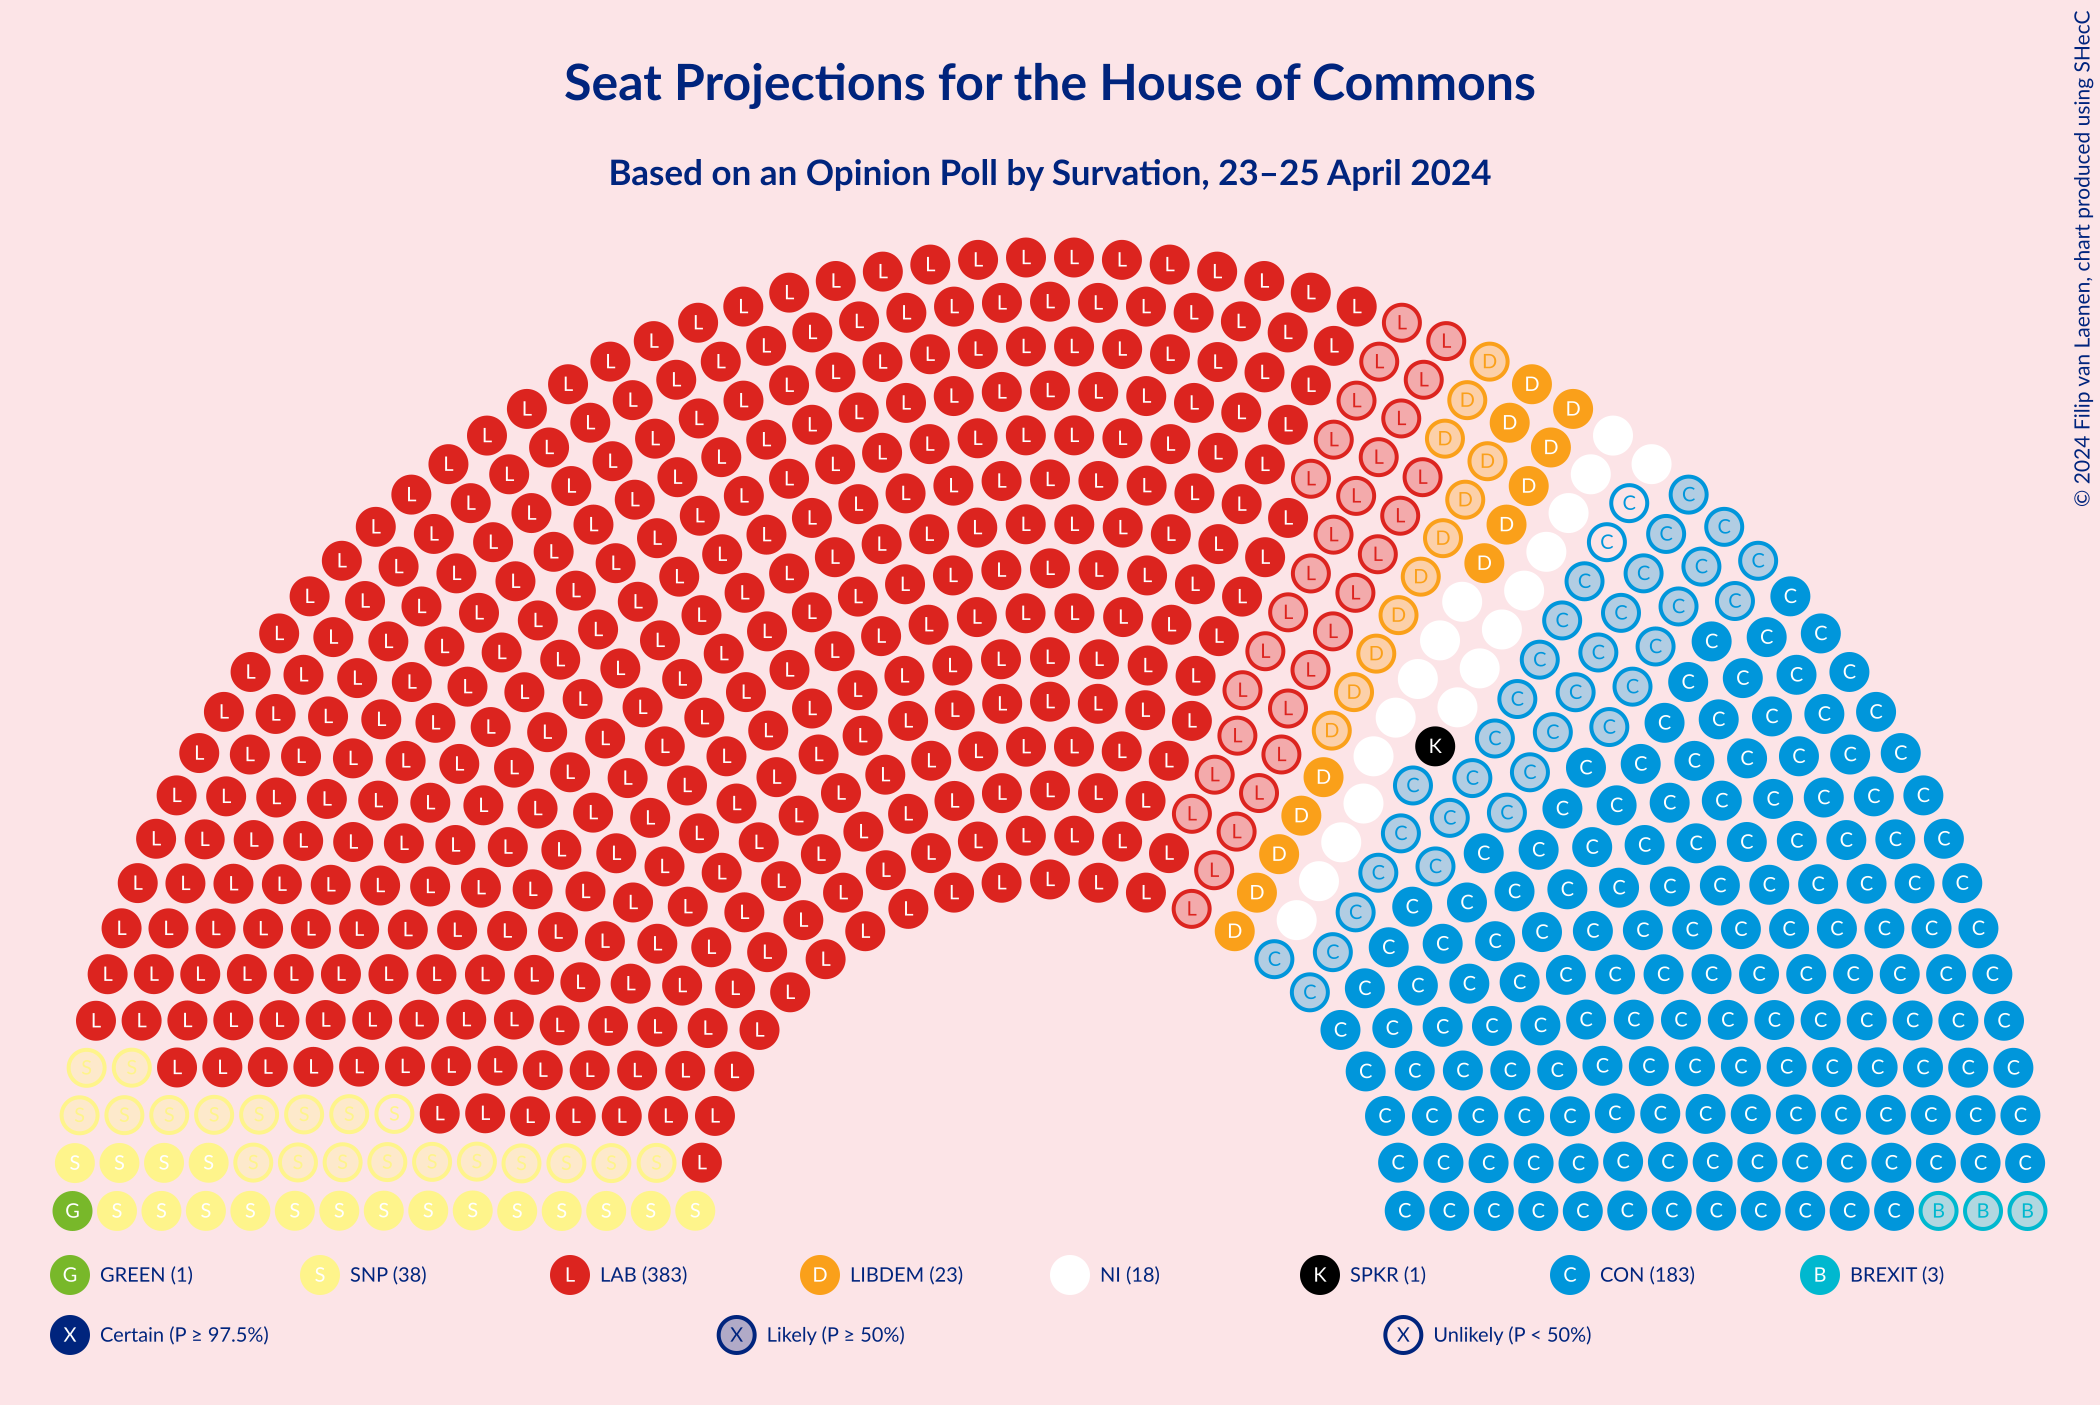 Seat Projections for the House of Commons
Based on an Opinion Poll by Survation, 23–25 April 2024
© 2024 Filip van Laenen, chart produced using SHecC
G GREEN (1) S SNP (38) L LAB (383) D LIBDEM (23) NI (18) K SPKR (1) C CON (183) B BREXIT (3)
X Certain (P ≥ 97.5%) X Likely (P ≥ 50%) X Unlikely (P < 50%)